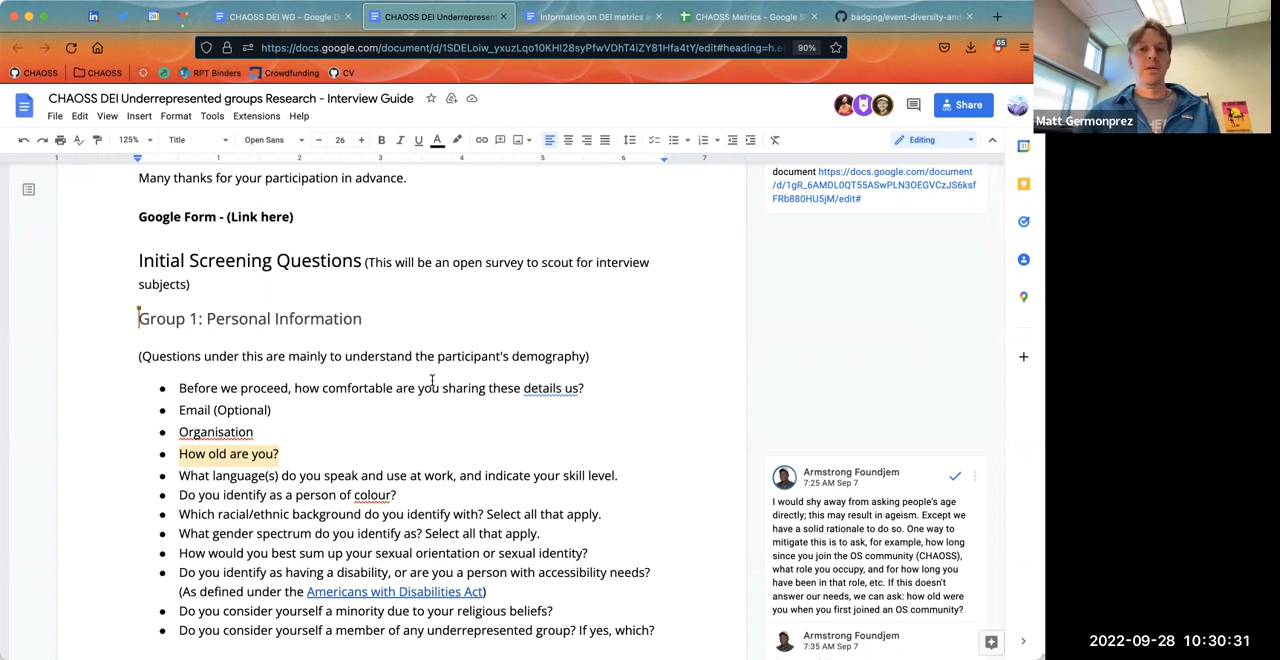 CHAOSS DEI WG - Google D
CHAOSS DEI Underrepresent
Information on DEI metrics
CHAOSS Metrics - Google S
badging/event-diversity-and
https://docs.google.com/document/d/1SDELoiw_yxuzLqo10KHI28syPfwVDhT4iZY81Hfa4tY/edit#heading=h.e
90%
65
CHAOSS
CHAOSS
RPT Binders
Crowdfunding
CV
Matt Germonprez
CHAOSS DEI Underrepresented groups Research - Interview Guide
File Edit View Insert Format Tools Extensions Help
Share
125% Title Open Sans 26 B I U A Editing
1 1 2 3 4 5 6 7
Many thanks for your participation in advance.
Google Form - (Link here)
Initial Screening Questions (This will be an open survey to scout for interview
subjects)
Group 1: Personal Information
(Questions under this are mainly to understand the participant's demography)
● Before we proceed, how comfortable are you sharing these details us?
● Email (Optional)
● Organisation
● How old are you?
● What language(s) do you speak and use at work, and indicate your skill level.
● Do you identify as a person of colour?
● Which racial/ethnic background do you identify with? Select all that apply.
● What gender spectrum do you identify as? Select all that apply.
● How would you best sum up your sexual orientation or sexual identity?
● Do you identify as having a disability, or are you a person with accessibility needs?
(As defined under the Americans with Disabilities Act)
● Do you consider yourself a minority due to your religious beliefs?
● Do you consider yourself a member of any underrepresented group? If yes, which?
document https://docs.google.com/document
/d/1gR_6AMDL0QT55ASwPLN3OEGVCzJS6ksf
FRb880HU5jM/edit#
Armstrong Foundjem
7:25 AM Sep 7
I would shy away from asking people's age
directly; this may result in ageism. Except we
have a solid rationale to do so. One way to
mitigate this is to ask, for example, how long
since you join the OS community (CHAOSS),
what role you occupy, and for how long you
have been in that role, etc. If this doesn't
answer our needs, we can ask: how old were
you when you first joined an OS community?
Armstrong Foundjem
7:35 AM Sep 7
2022-09-28 10:30:31